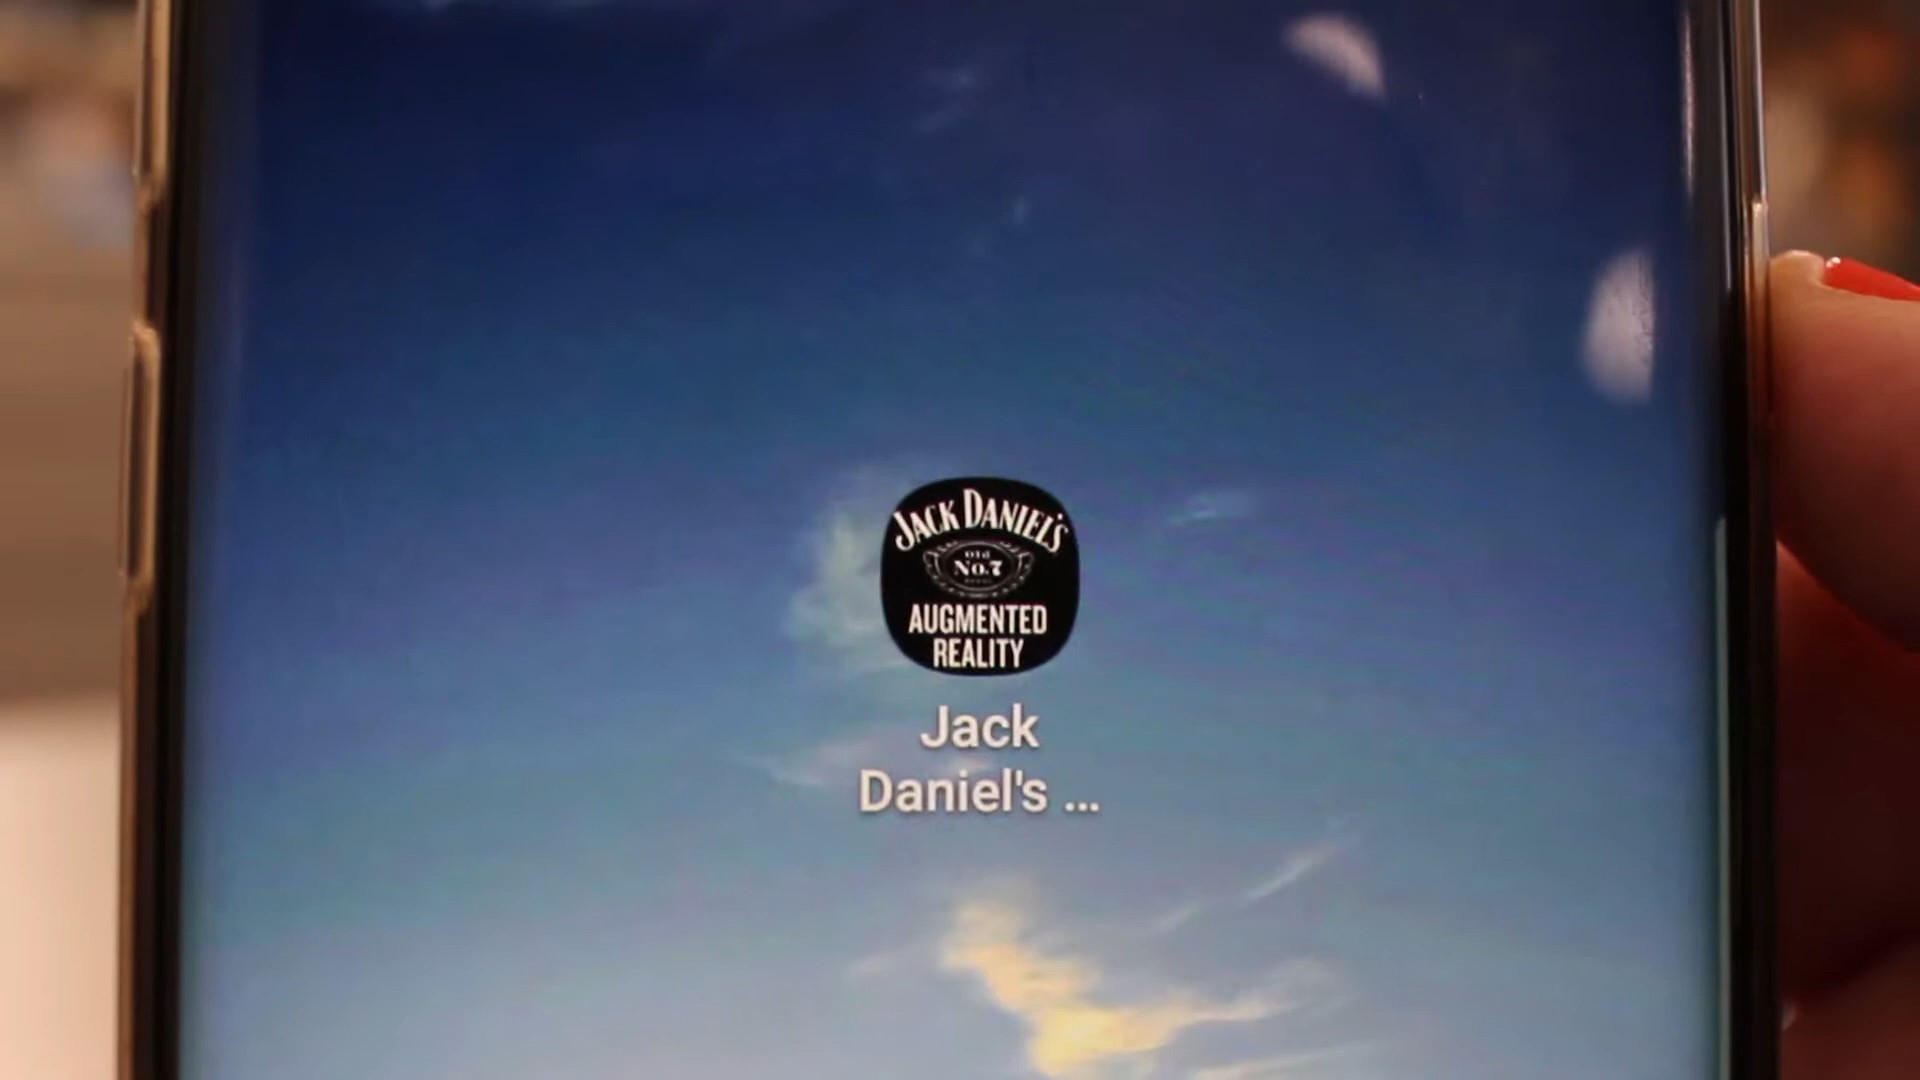 JACK DANIEL'S
Old
No.7
AUGMENTED
REALITY
Jack
Daniel's ...